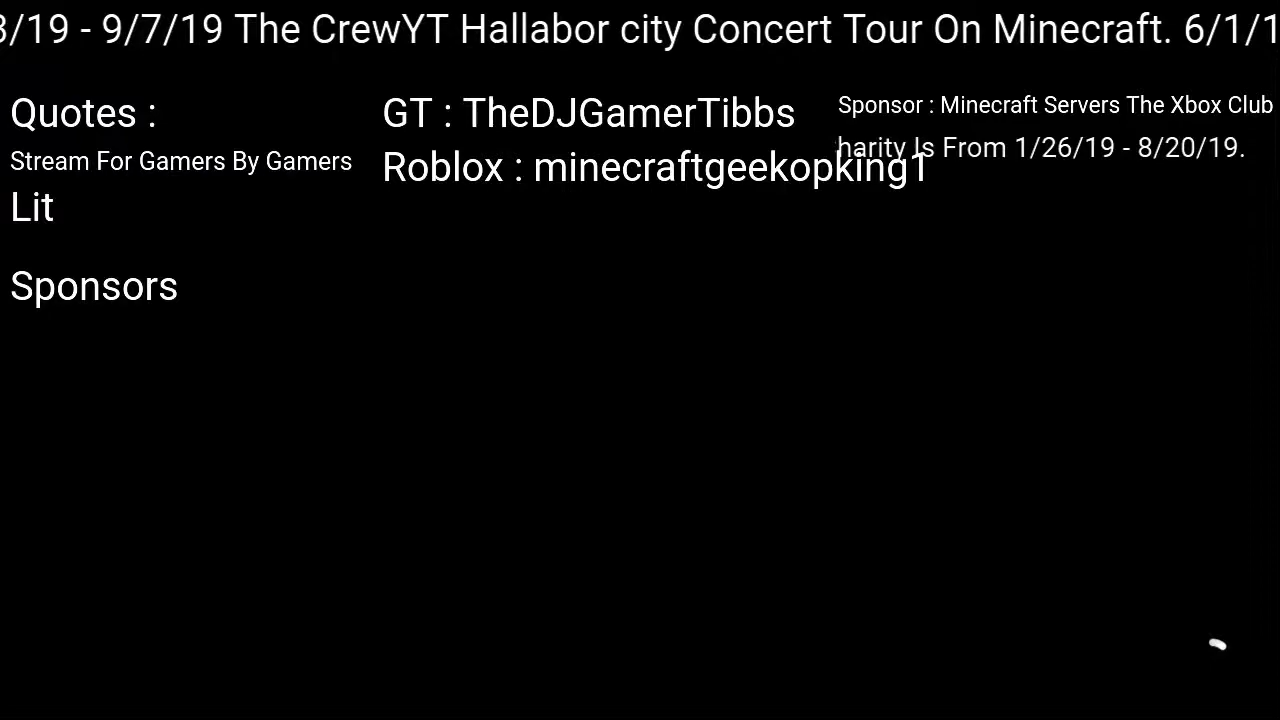 3/19 - 9/7/19 The CrewYT Hallabor city Concert Tour On Minecraft. 6/1/1
Quotes :
Stream For Gamers By Gamers
Lit
Sponsors
GT : TheDJGamerTibbs
Roblox : minecraftgeekopking1
Sponsor : Minecraft Servers The Xbox Club
harity Is From 1/26/19 - 8/20/19.